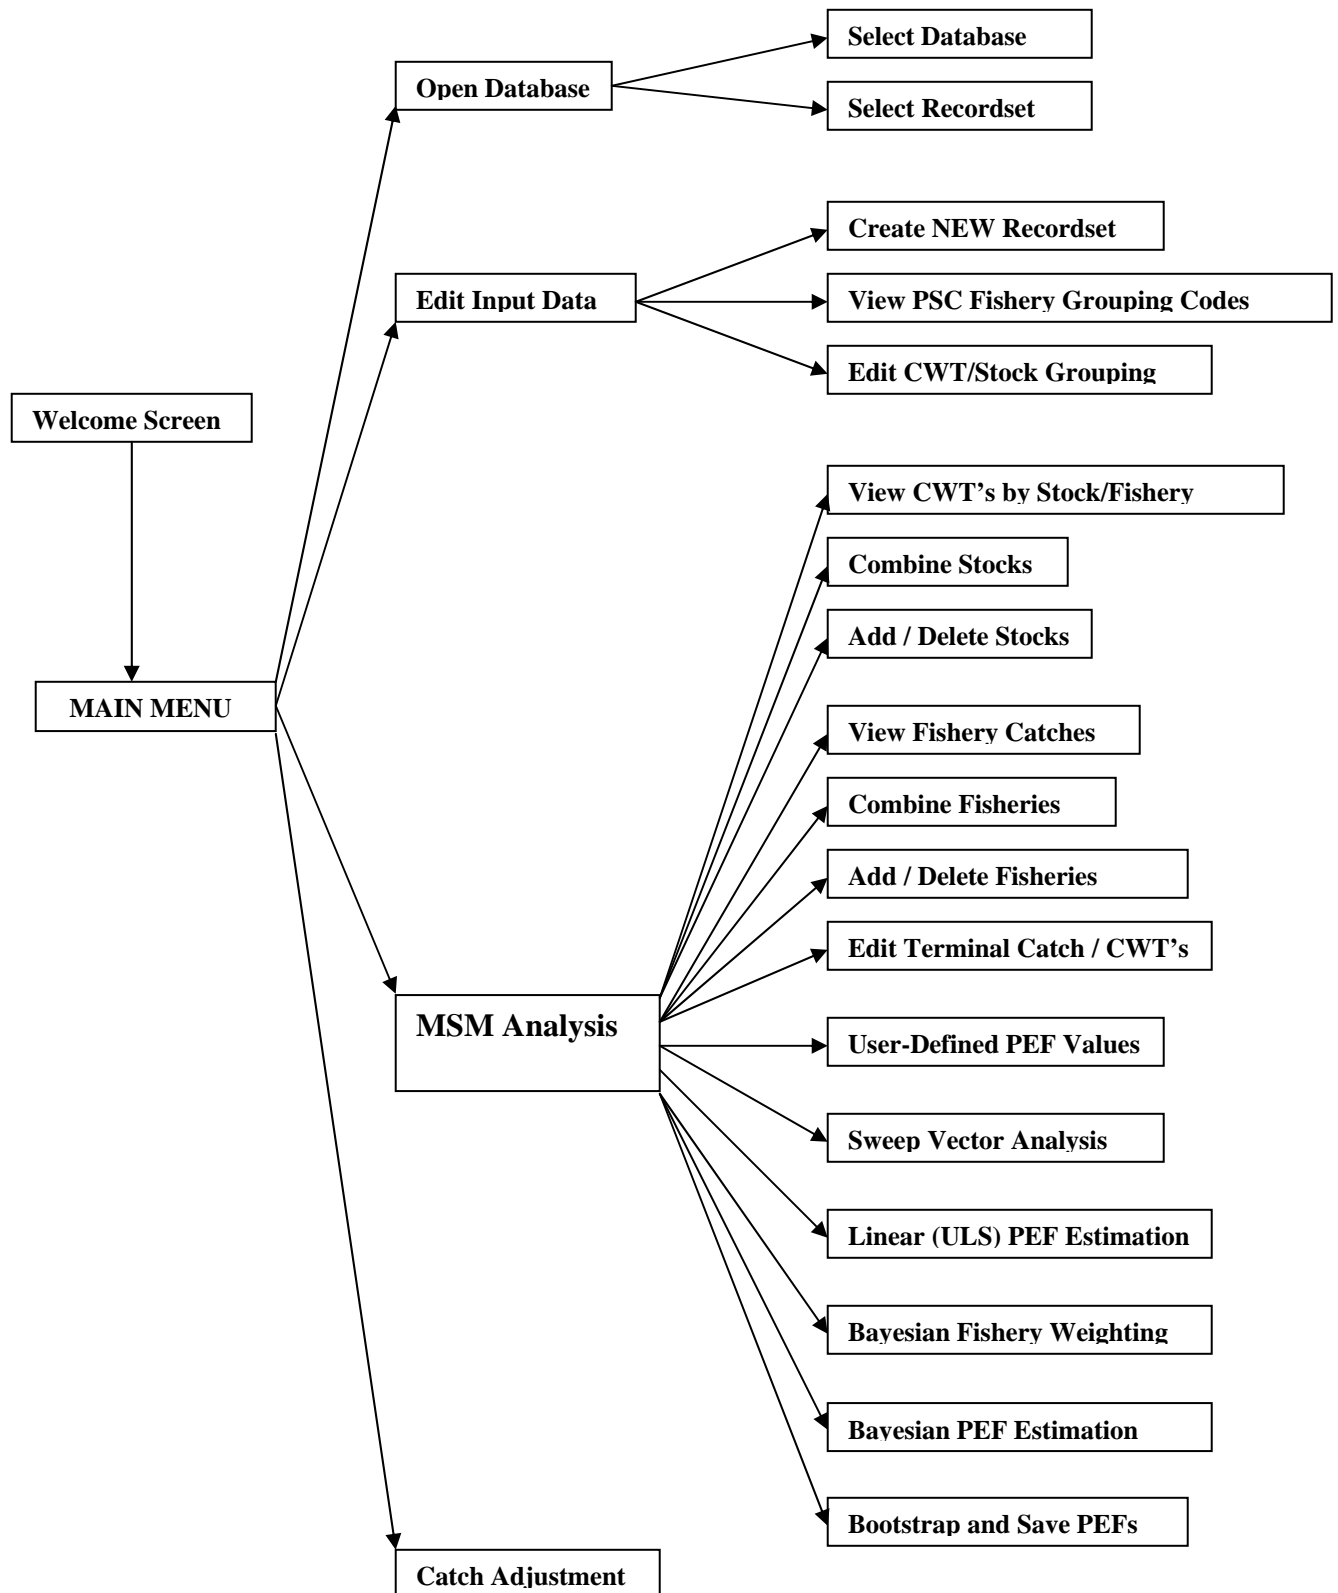 Select Database
Open Database
Select Recordset
Create NEW Recordset
Edit Input Data
View PSC Fishery Grouping Codes
Edit CWT/Stock Grouping
Welcome Screen
View CWT’s by Stock/Fishery
Combine Stocks
Add / Delete Stocks
MAIN MENU
View Fishery Catches
Combine Fisheries
Add / Delete Fisheries
Edit Terminal Catch / CWT’s
MSM Analysis
User-Defined PEF Values
Sweep Vector Analysis
Linear (ULS) PEF Estimation
Bayesian Fishery Weighting
Bayesian PEF Estimation
Bootstrap and Save PEFs
Catch Adjustment